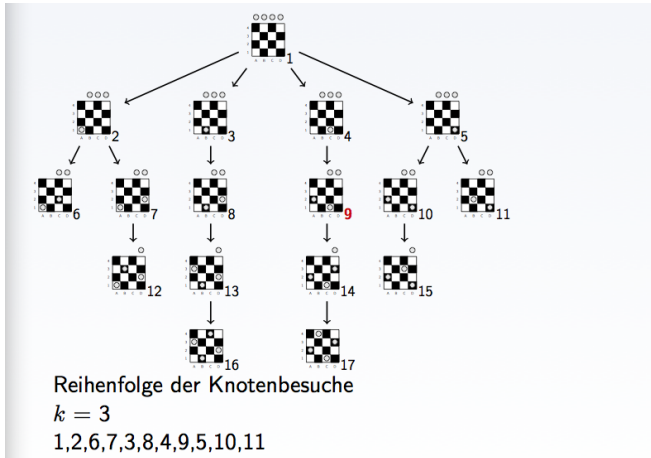 1
2 3 4 5
6 7 8 9 10 11
12 13 14 15
16 17
Reihenfolge der Knotenbesuche
k = 3
1,2,6,7,3,8,4,9,5,10,11